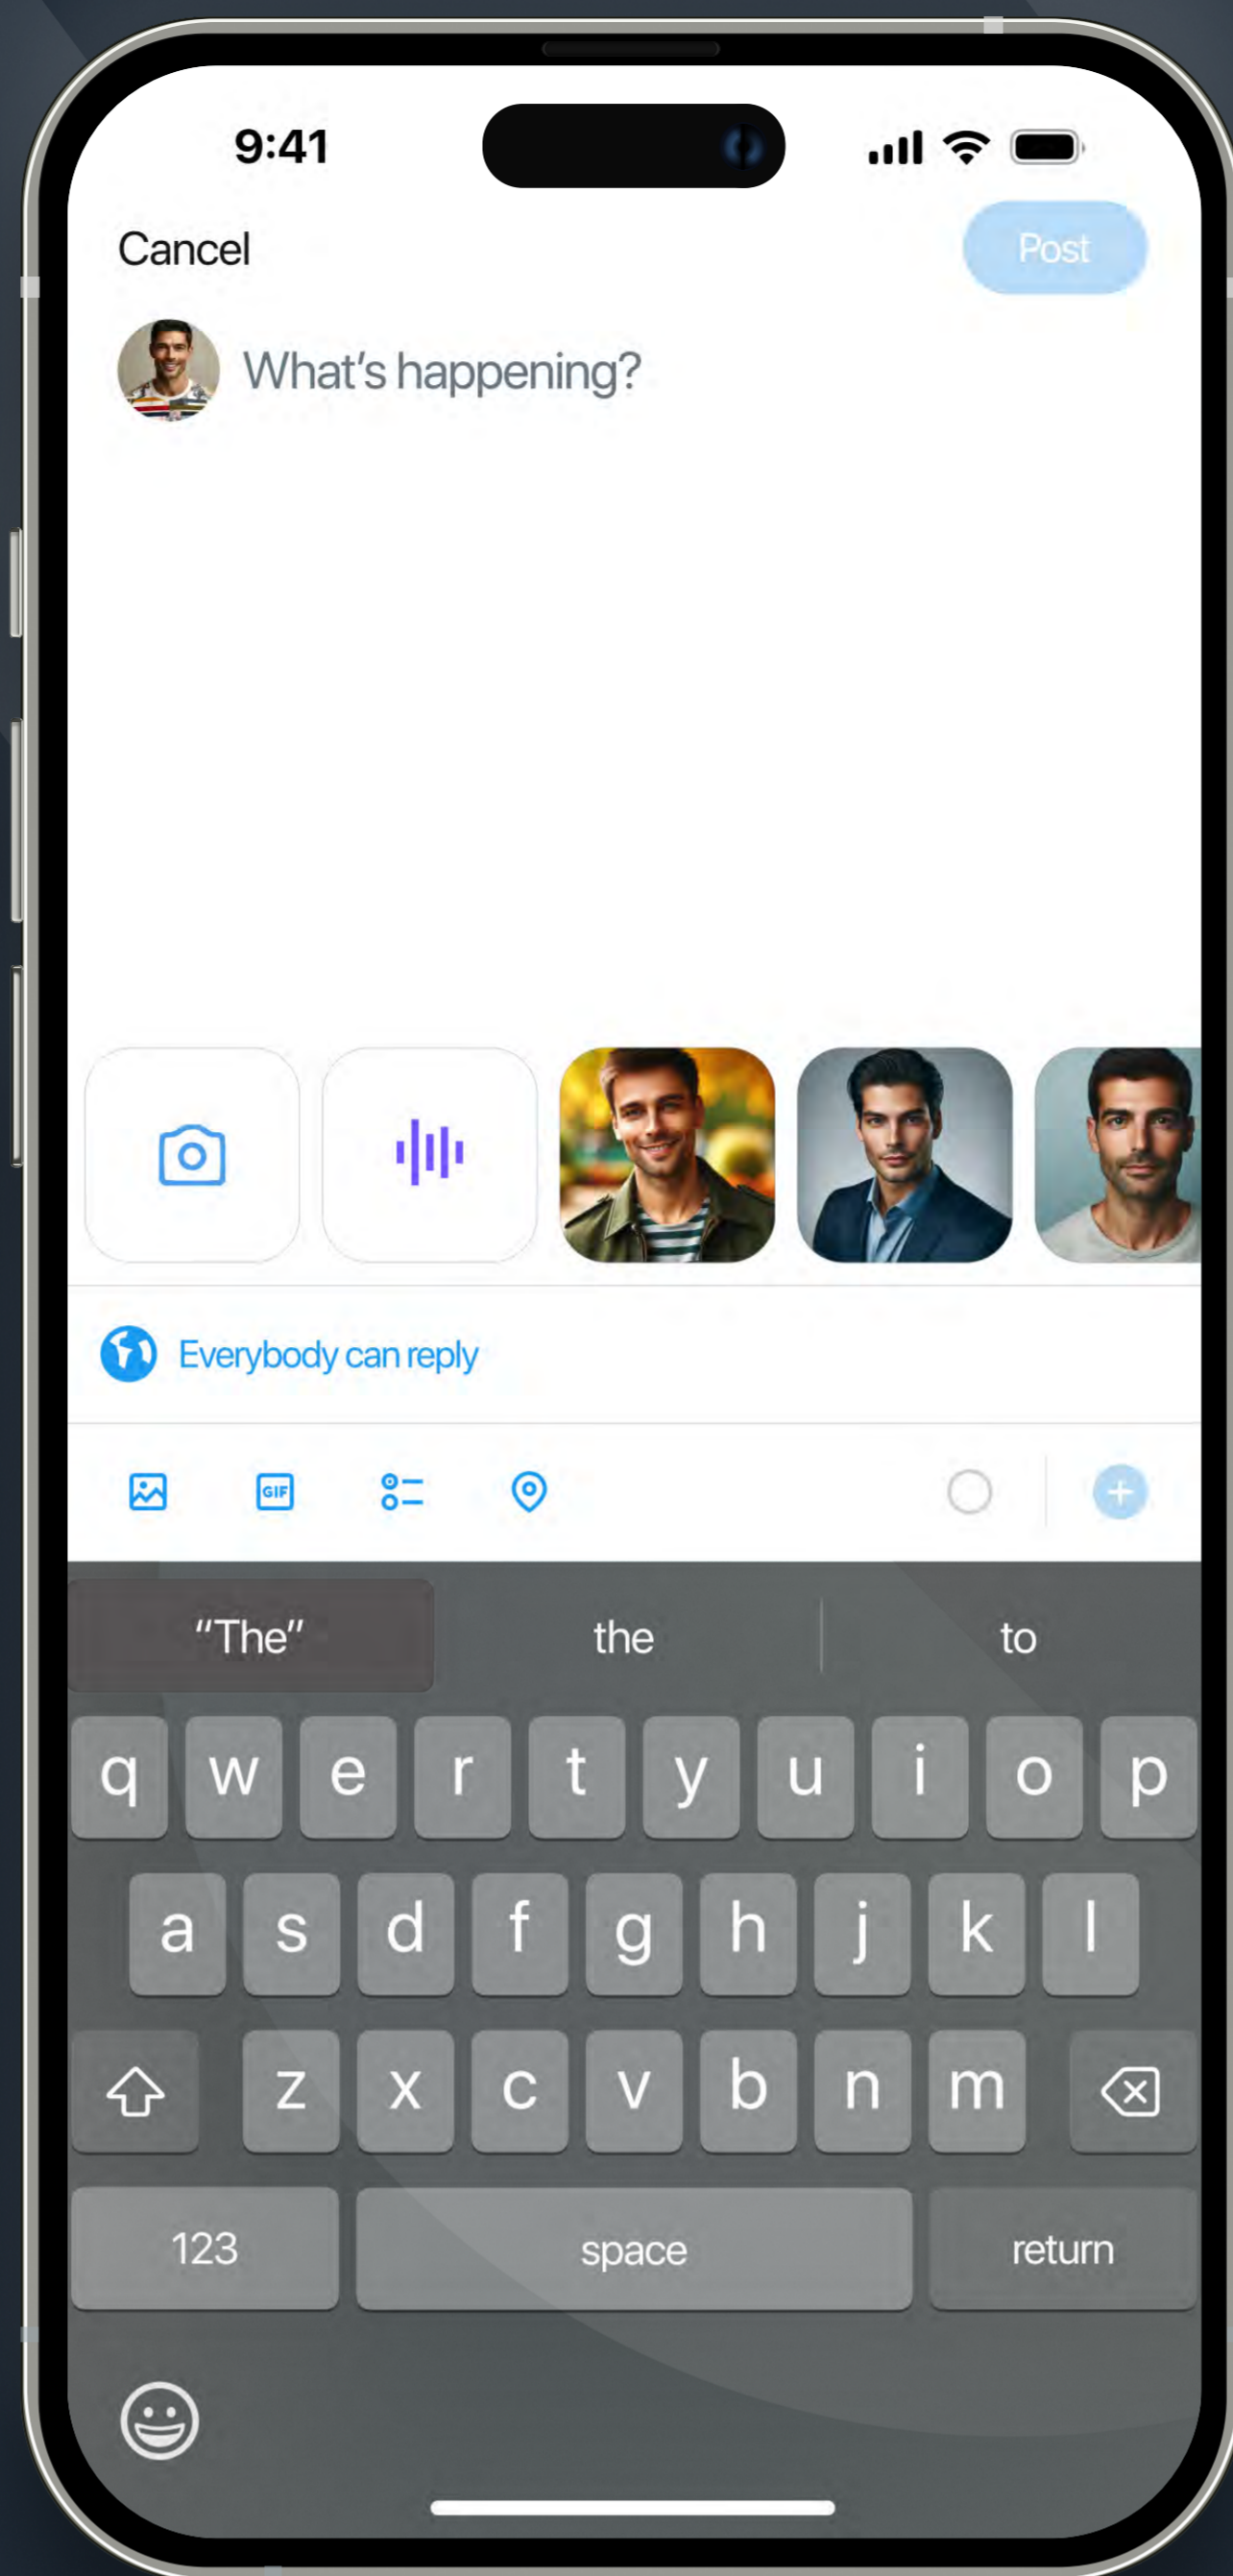 9:41
Cancel
Post
What's happening?
Everybody can reply
GIF
“The” the to
q w e r t y u i o p
a s d f g h j k l
z x c v b n m
123 space return